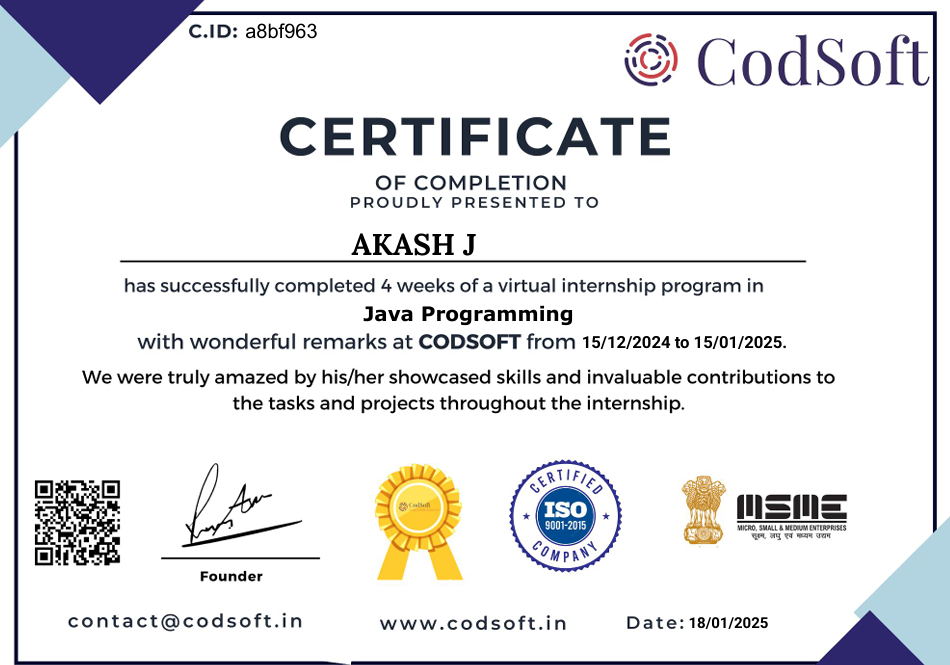 C.ID: a8bf963
CodSoft
CERTIFICATE
OF COMPLETION
PROUDLY PRESENTED TO
AKASH J
has successfully completed 4 weeks of a virtual internship program in
Java Programming
with wonderful remarks at CODSOFT from 15/12/2024 to 15/01/2025.
We were truly amazed by his/her showcased skills and invaluable contributions to
the tasks and projects throughout the internship.
Founder
CodSoft
CERTIFIED
ISO
9001-2015
COMPANY
MSME
MICRO, SMALL & MEDIUM ENTERPRISES
सूक्ष्म, लघु एवं मध्यम उद्यम
contact@codsoft.in
www.codsoft.in
Date: 18/01/2025